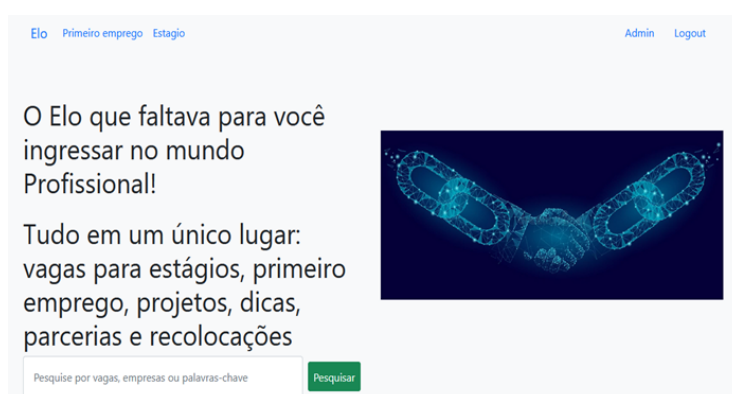 Elo Primeiro emprego Estagio Admin Logout
O Elo que faltava para você
ingressar no mundo
Profissional!
Tudo em um único lugar:
vagas para estágios, primeiro
emprego, projetos, dicas,
parcerias e recolocações
Pesquise por vagas, empresas ou palavras-chave Pesquisar